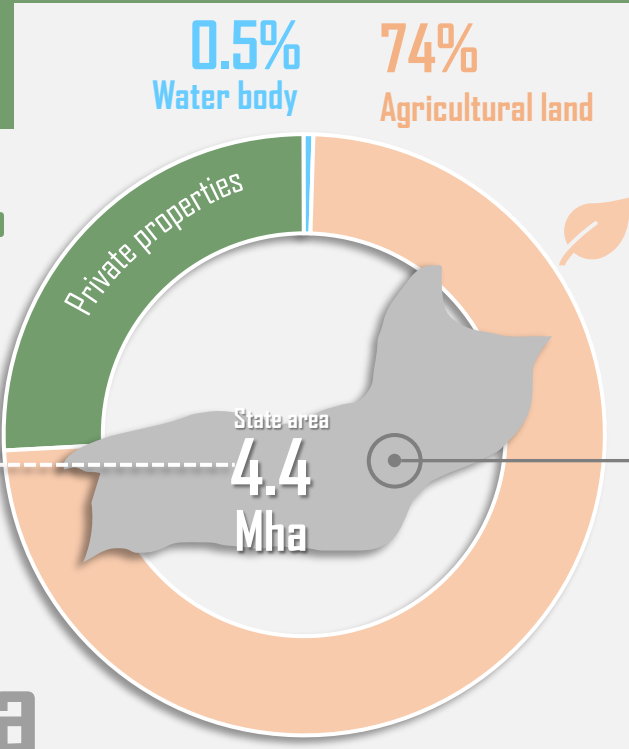 0.5%
Water body
74%
Agricultural land
Private properties
State area
4.4
Mha
a